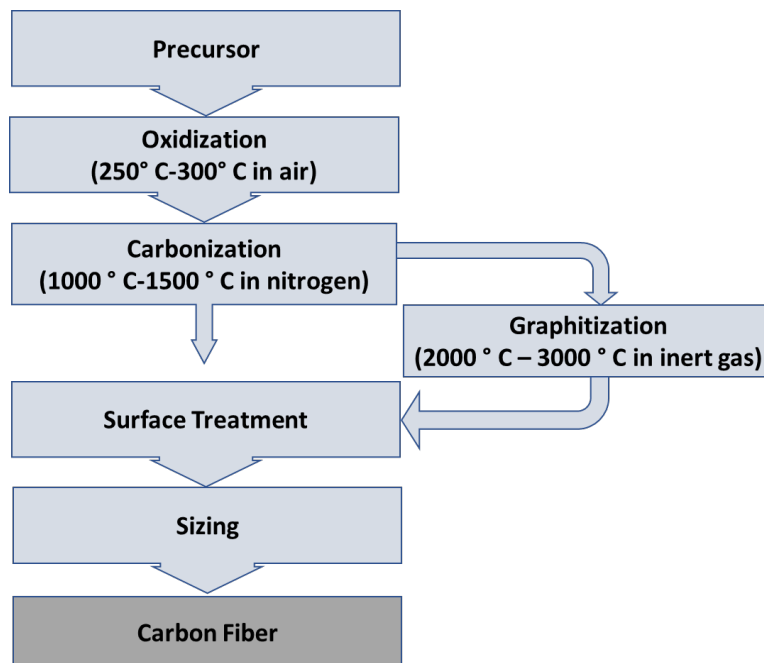 Precursor
Oxidization
(250° C-300° C in air)
Carbonization
(1000 ° C-1500 ° C in nitrogen)
Graphitization
(2000 ° C – 3000 ° C in inert gas)
Surface Treatment
Sizing
Carbon Fiber